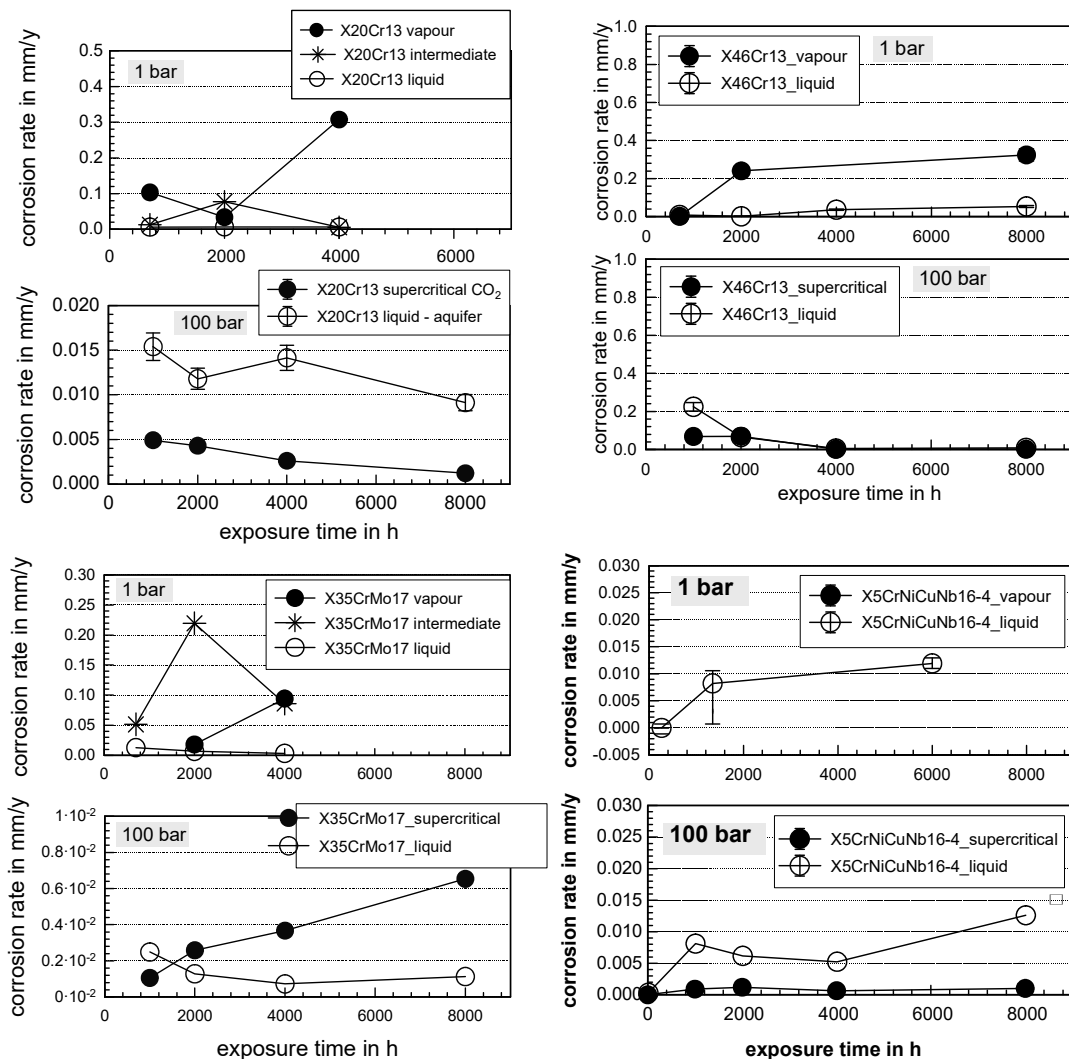 X20Cr13 vapour
X20Cr13 intermediate
X20Cr13 liquid
1 bar
corrosion rate in mm/y
0.5
0.4
0.3
0.2
0.1
0.0
0
2000
4000
6000
X20Cr13 supercritical CO₂
X20Cr13 liquid - aquifer
100 bar
corrosion rate in mm/y
0.020
0.015
0.010
0.005
0.000
0
2000
4000
6000
8000
exposure time in h
X46Cr13_vapour
X46Cr13_liquid
1 bar
corrosion rate in mm/y
1.0
0.8
0.6
0.4
0.2
0.0
0
2000
4000
6000
8000
X46Cr13_supercritical
X46Cr13_liquid
100 bar
corrosion rate in mm/y
1.0
0.8
0.6
0.4
0.2
0.0
0
2000
4000
6000
8000
exposure time in h
1 bar
X35CrMo17 vapour
X35CrMo17 intermediate
X35CrMo17 liquid
corrosion rate in mm/y
0.30
0.25
0.20
0.15
0.10
0.05
0.00
0
2000
4000
6000
8000
X35CrMo17_supercritical
X35CrMo17_liquid
100 bar
corrosion rate in mm/y
1·10⁻²
0.8·10⁻²
0.6·10⁻²
0.4·10⁻²
0.2·10⁻²
0·10⁻²
0
2000
4000
6000
8000
exposure time in h
1 bar
X5CrNiCuNb16-4_vapour
X5CrNiCuNb16-4_liquid
corrosion rate in mm/y
0.030
0.025
0.020
0.015
0.010
0.005
0.000
-0.005
0
2000
4000
6000
8000
100 bar
X5CrNiCuNb16-4_supercritical
X5CrNiCuNb16-4_liquid
corrosion rate in mm/y
0.030
0.025
0.020
0.015
0.010
0.005
0.000
0
2000
4000
6000
8000
exposure time in h